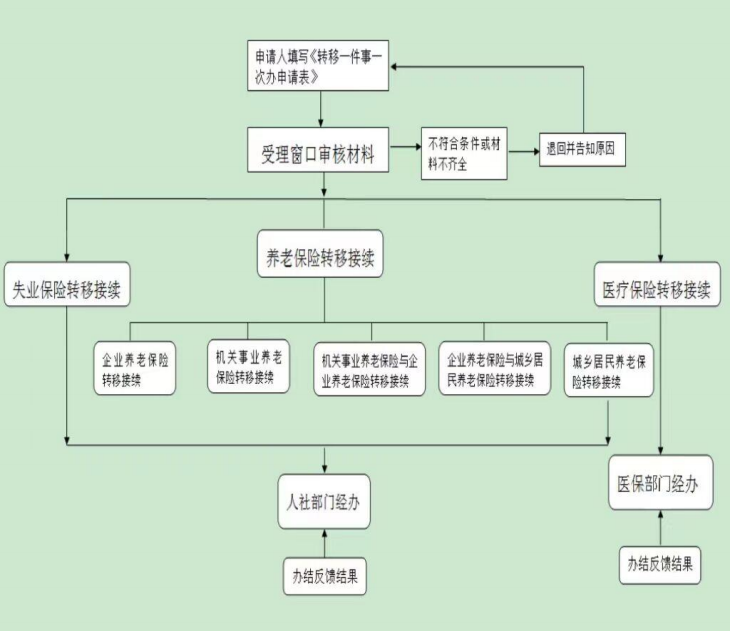 申请人填写《转移一件事一
次办申请表》
受理窗口审核材料
不符合条件或材
料不齐全
退回并告知原因
养老保险转移接续
失业保险转移接续
医疗保险转移接续
企业养老保险
转移接续
机关事业养老
保险转移接续
机关事业养老保险与企
业养老保险转移接续
企业养老保险与城乡居
民养老保险转移接续
城乡居民养老保
险转移接续
人社部门经办
医保部门经办
办结反馈结果
办结反馈结果